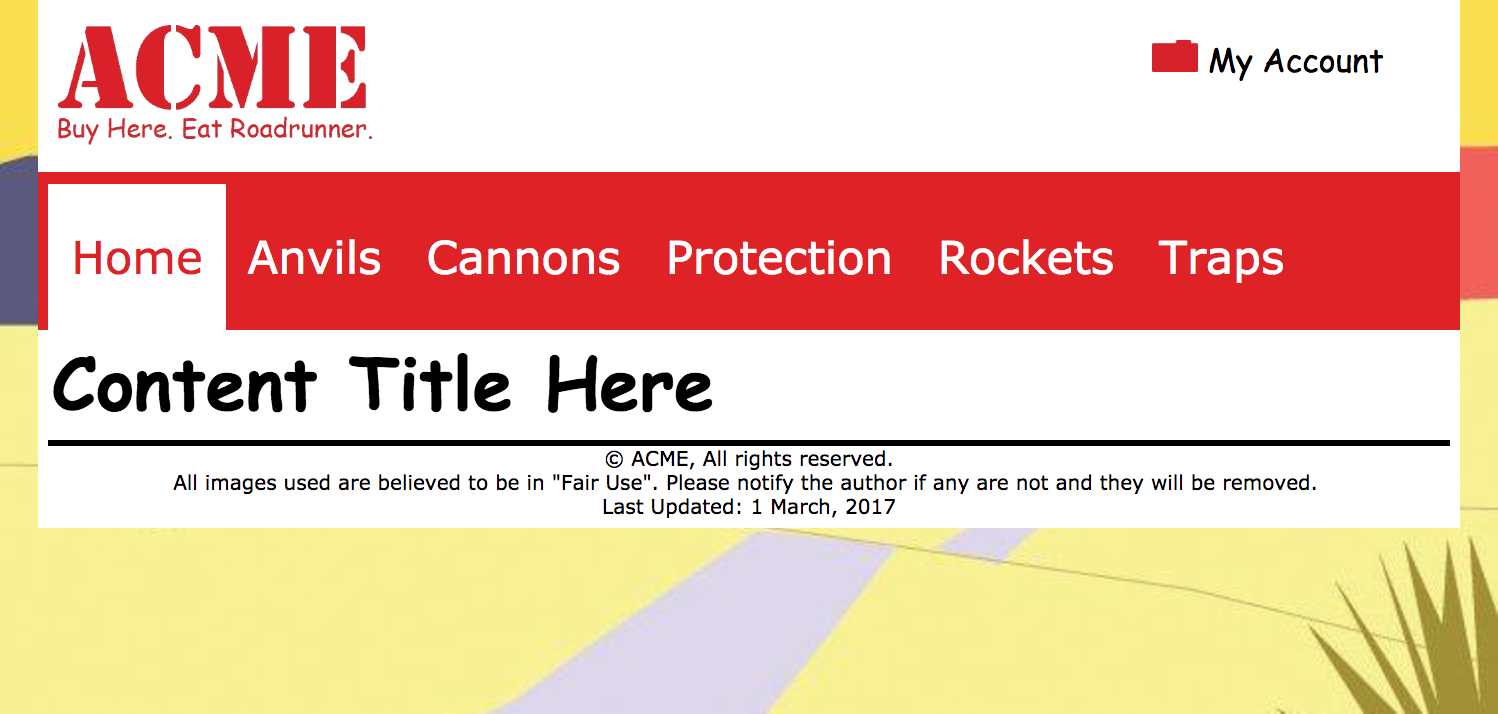 ACME
Buy Here. Eat Roadrunner.
My Account
Home Anvils Cannons Protection Rockets Traps
Content Title Here
© ACME, All rights reserved.
All images used are believed to be in "Fair Use". Please notify the author if any are not and they will be removed.
Last Updated: 1 March, 2017